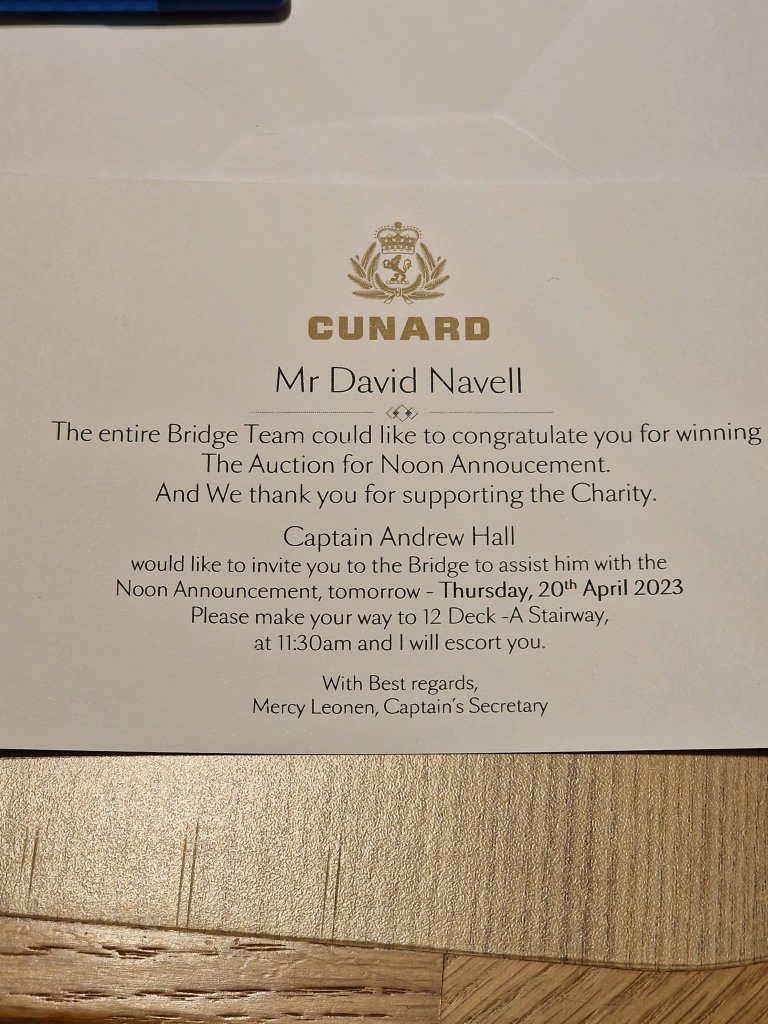 CUNARD
Mr David Navell
The entire Bridge Team could like to congratulate you for winning
The Auction for Noon Annoucement.
And We thank you for supporting the Charity.
Captain Andrew Hall
would like to invite you to the Bridge to assist him with the
Noon Announcement, tomorrow - Thursday, 20th April 2023
Please make your way to 12 Deck -A Stairway,
at 11:30am and I will escort you.
With Best regards,
Mercy Leonen, Captain's Secretary